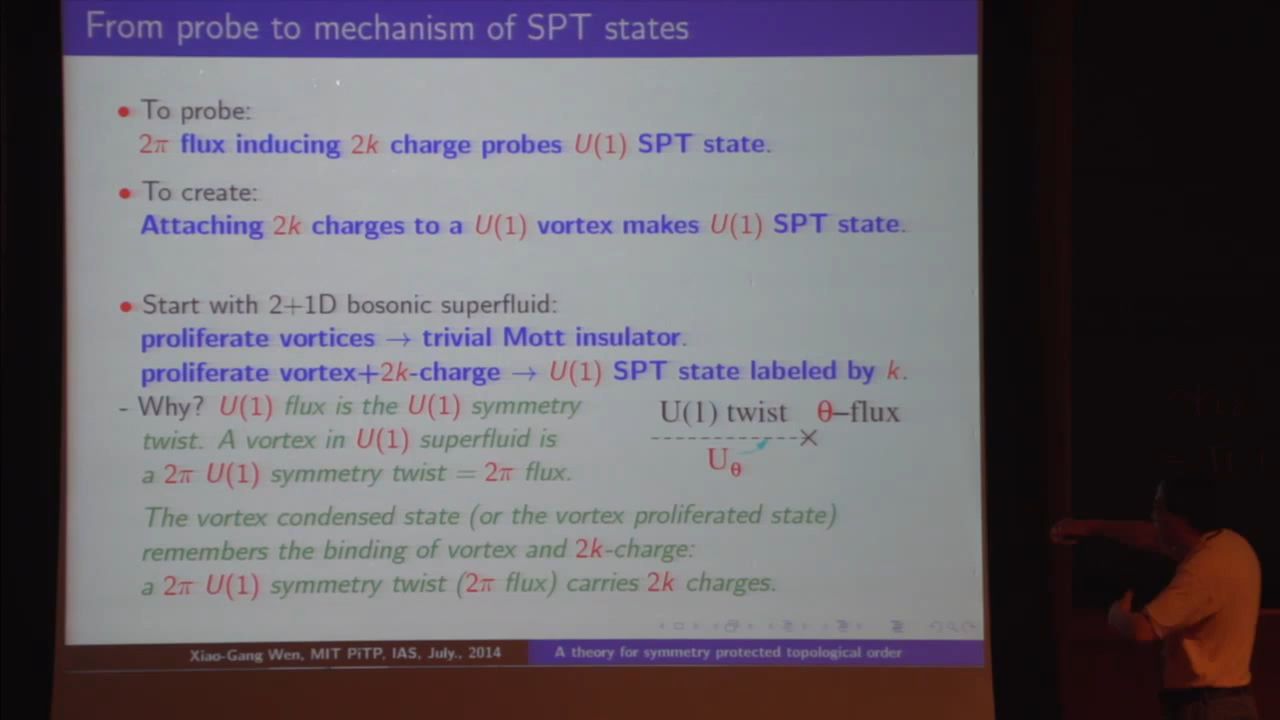 From probe to mechanism of SPT states
• To probe:
2π flux inducing 2k charge probes U(1) SPT state.
• To create:
Attaching 2k charges to a U(1) vortex makes U(1) SPT state.
• Start with 2+1D bosonic superfluid:
proliferate vortices → trivial Mott insulator.
proliferate vortex+2k-charge → U(1) SPT state labeled by k.
- Why? U(1) flux is the U(1) symmetry
twist. A vortex in U(1) superfluid is
a 2π U(1) symmetry twist = 2π flux.
U(1) twist θ–flux
U_θ
The vortex condensed state (or the vortex proliferated state)
remembers the binding of vortex and 2k-charge:
a 2π U(1) symmetry twist (2π flux) carries 2k charges.
Xiao-Gang Wen, MIT PiTP, IAS, July., 2014
A theory for symmetry protected topological order